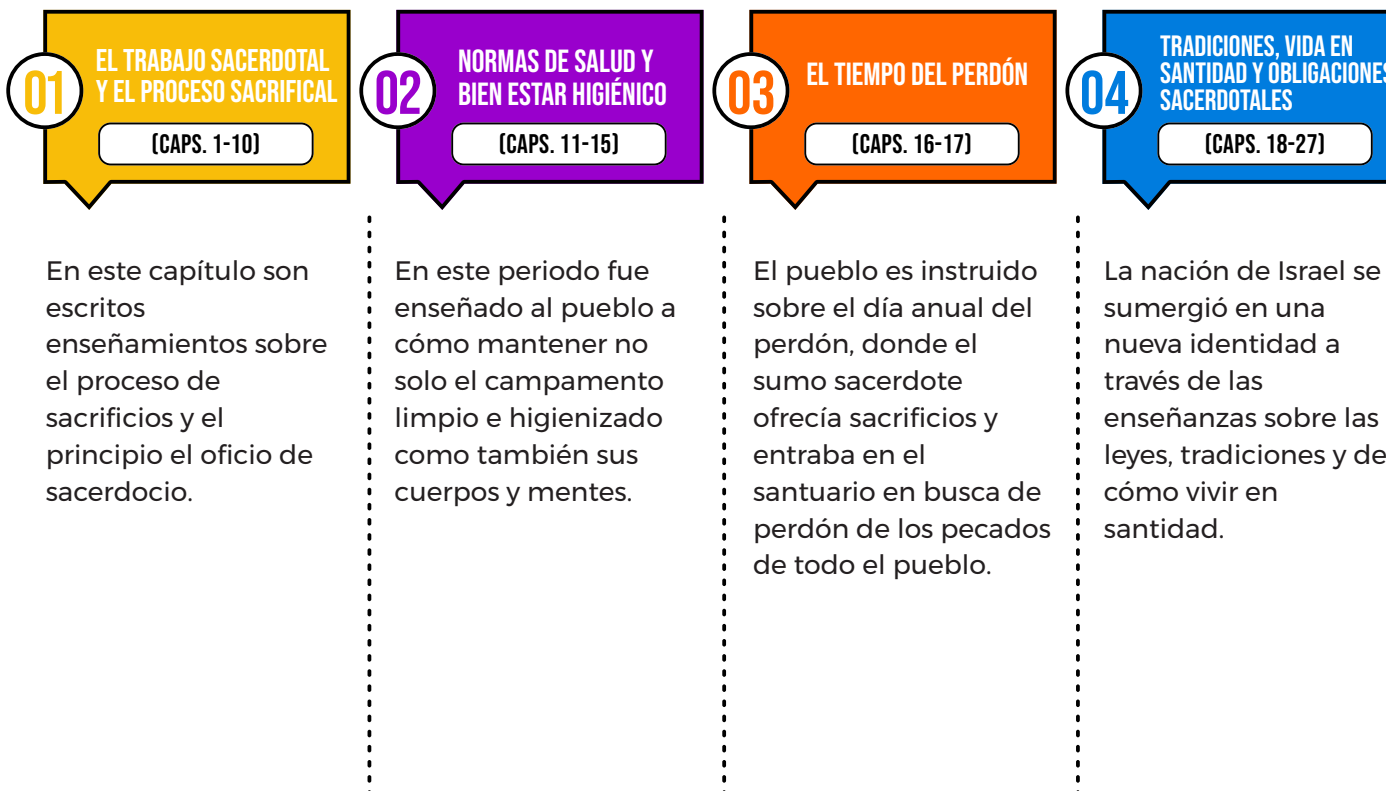 01
EL TRABAJO SACERDOTAL
Y EL PROCESO SACRIFICAL
(CAPS. 1-10)
En este capítulo son
escritos
enseñamientos sobre
el proceso de
sacrificios y el
principio el oficio de
sacerdocio.
02
NORMAS DE SALUD Y
BIEN ESTAR HIGIÉNICO
(CAPS. 11-15)
En este periodo fue
enseñado al pueblo a
cómo mantener no
solo el campamento
limpio e higienizado
como también sus
cuerpos y mentes.
03
EL TIEMPO DEL PERDÓN
(CAPS. 16-17)
El pueblo es instruido
sobre el día anual del
perdón, donde el
sumo sacerdote
ofrecía sacrificios y
entraba en el
santuario en busca de
perdón de los pecados
de todo el pueblo.
04
TRADICIONES, VIDA EN
SANTIDAD Y OBLIGACIONES
SACERDOTALES
(CAPS. 18-27)
La nación de Israel se
sumergió en una
nueva identidad a
través de las
enseñanzas sobre las
leyes, tradiciones y de
cómo vivir en
santidad.